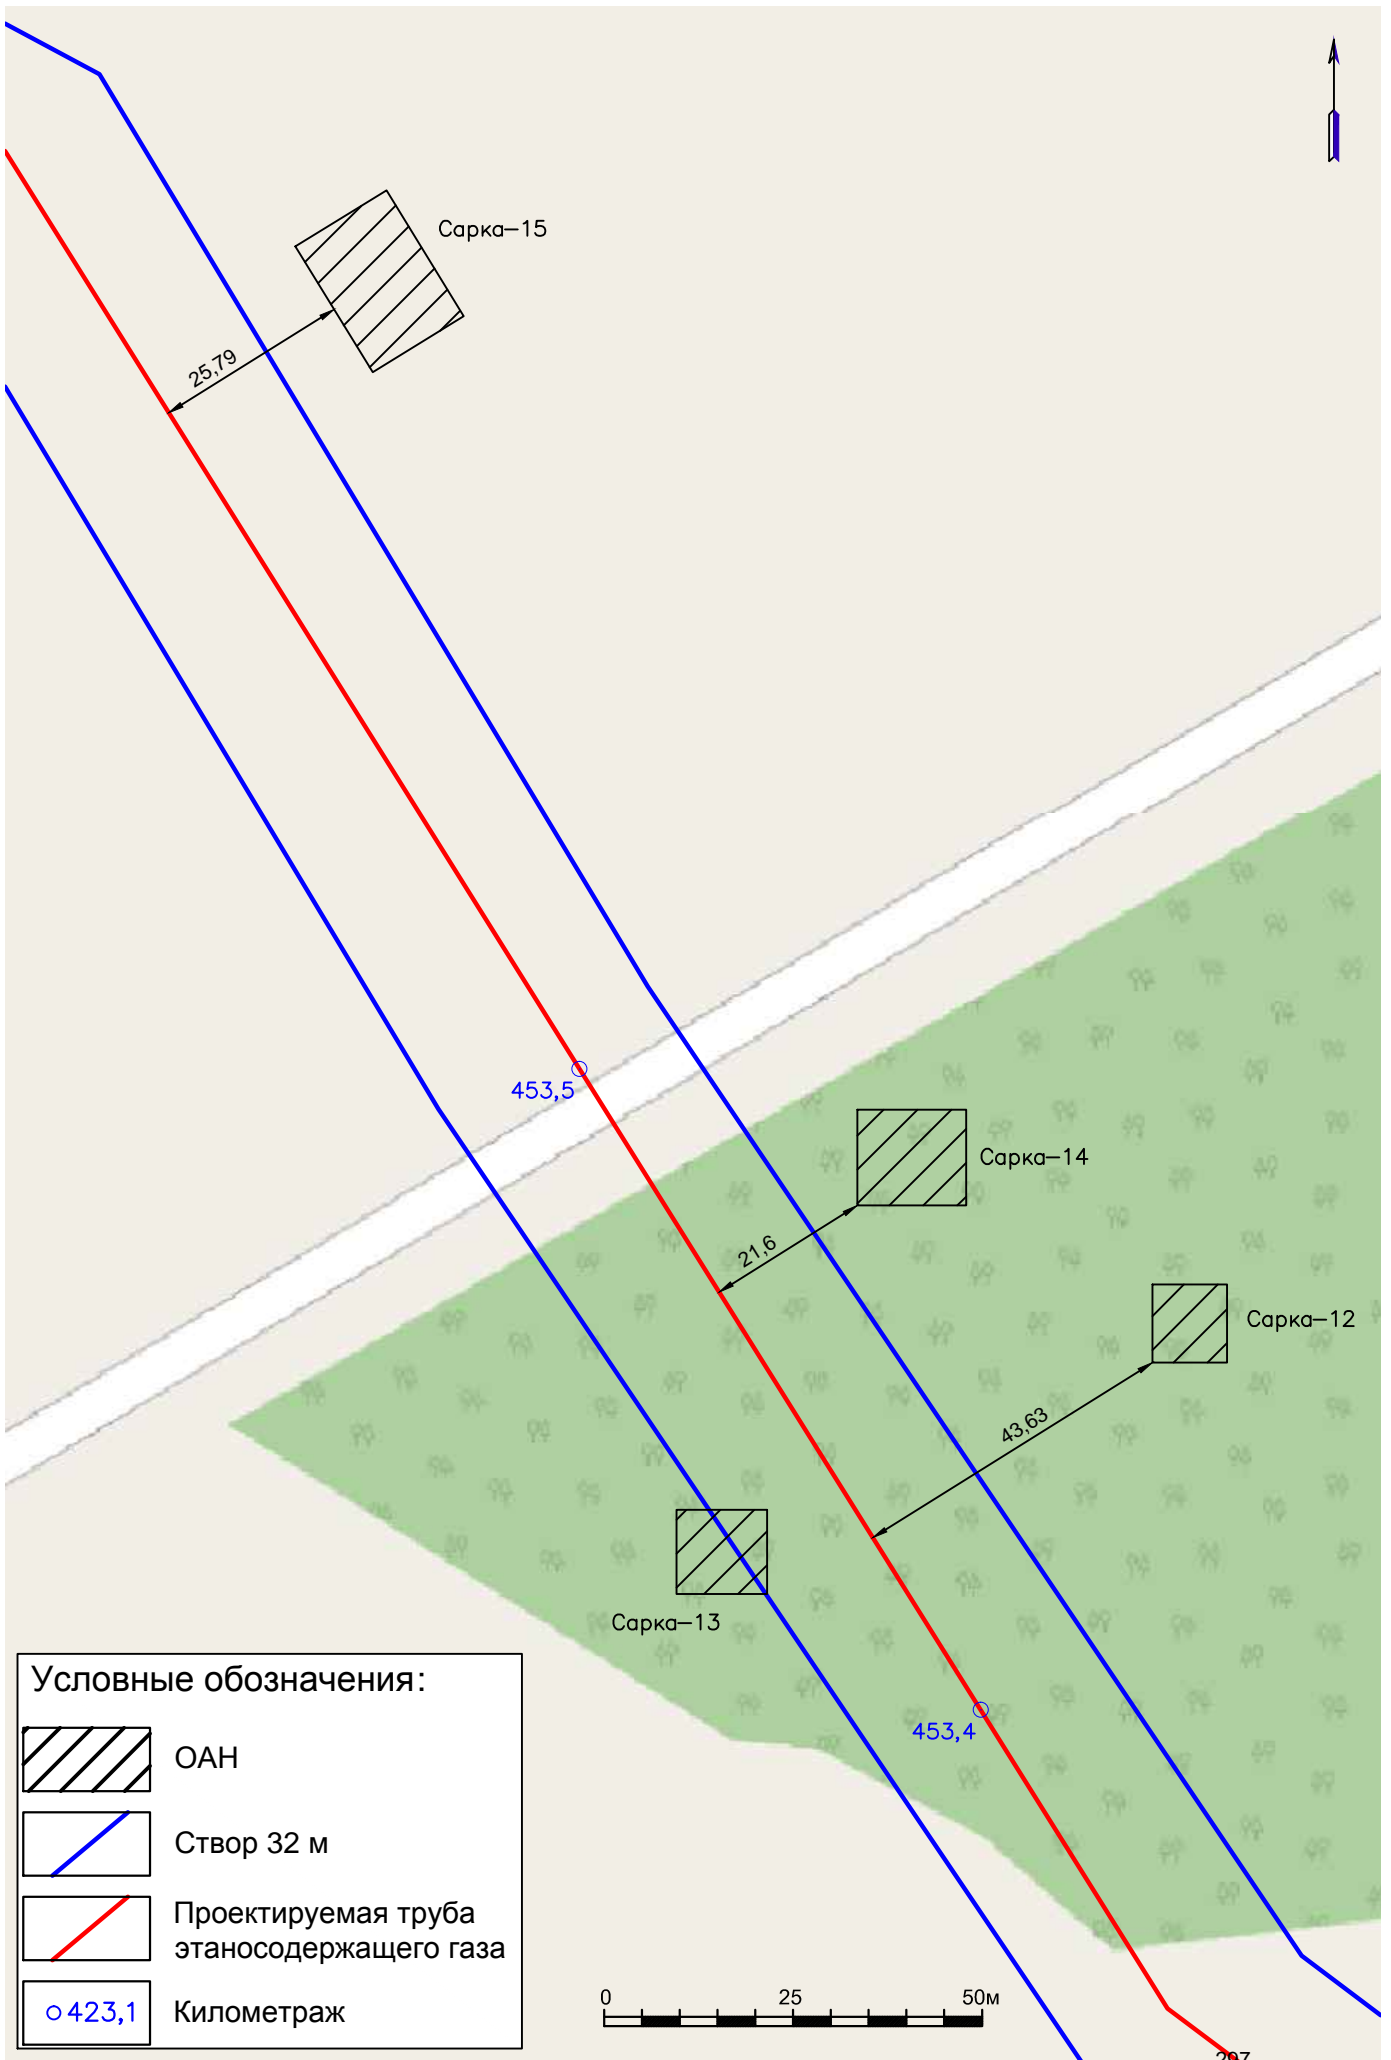 Сарка-15
25,79
453,5
Сарка-14
21,6
Сарка-12
43,63
Сарка-13
453,4
Условные обозначения:
ОАН
Створ 32 м
Проектируемая труба
этаносодержащего газа
423,1 Километраж
0 25 50м
297